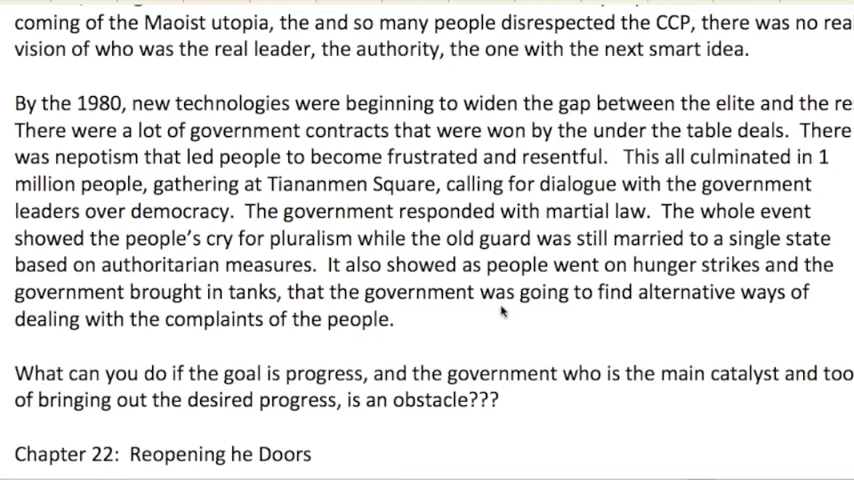 coming of the Maoist utopia, the and so many people disrespected the CCP, there was no rea
vision of who was the real leader, the authority, the one with the next smart idea.
By the 1980, new technologies were beginning to widen the gap between the elite and the re
There were a lot of government contracts that were won by the under the table deals.  There
was nepotism that led people to become frustrated and resentful.   This all culminated in 1
million people, gathering at Tiananmen Square, calling for dialogue with the government
leaders over democracy.  The government responded with martial law.  The whole event
showed the people's cry for pluralism while the old guard was still married to a single state
based on authoritarian measures.  It also showed as people went on hunger strikes and the
government brought in tanks, that the government was going to find alternative ways of
dealing with the complaints of the people.
What can you do if the goal is progress, and the government who is the main catalyst and too
of bringing out the desired progress, is an obstacle???
Chapter 22:  Reopening he Doors